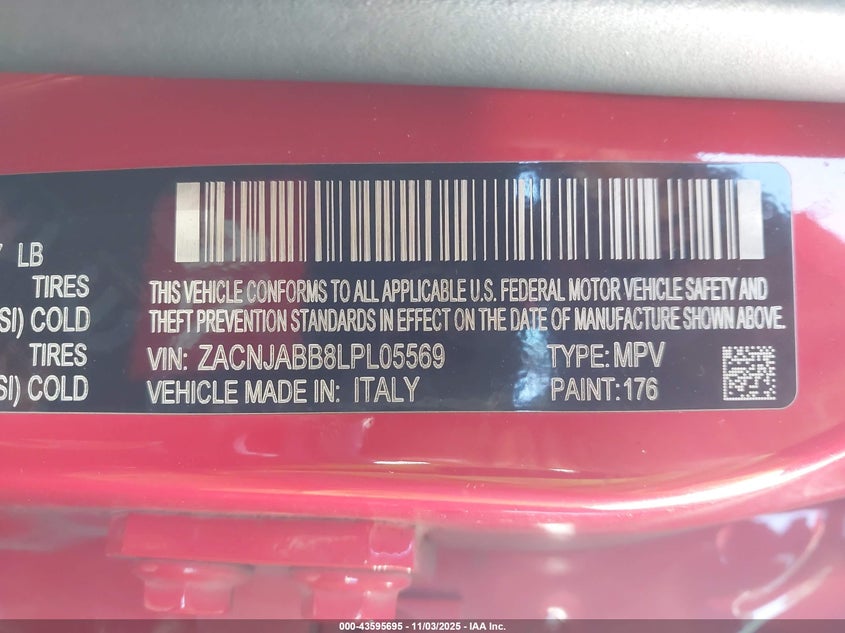 7 LB
TIRES
SI) COLD
TIRES
SI) COLD
THIS VEHICLE CONFORMS TO ALL APPLICABLE U.S. FEDERAL MOTOR VEHICLE SAFETY AND
THEFT PREVENTION STANDARDS IN EFFECT ON THE DATE OF MANUFACTURE SHOWN ABOVE.
VIN: ZACNJABB8LPL05569 TYPE: MPV
VEHICLE MADE IN: ITALY PAINT: 176
000-43595695 - 11/03/2025 - IAA Inc.